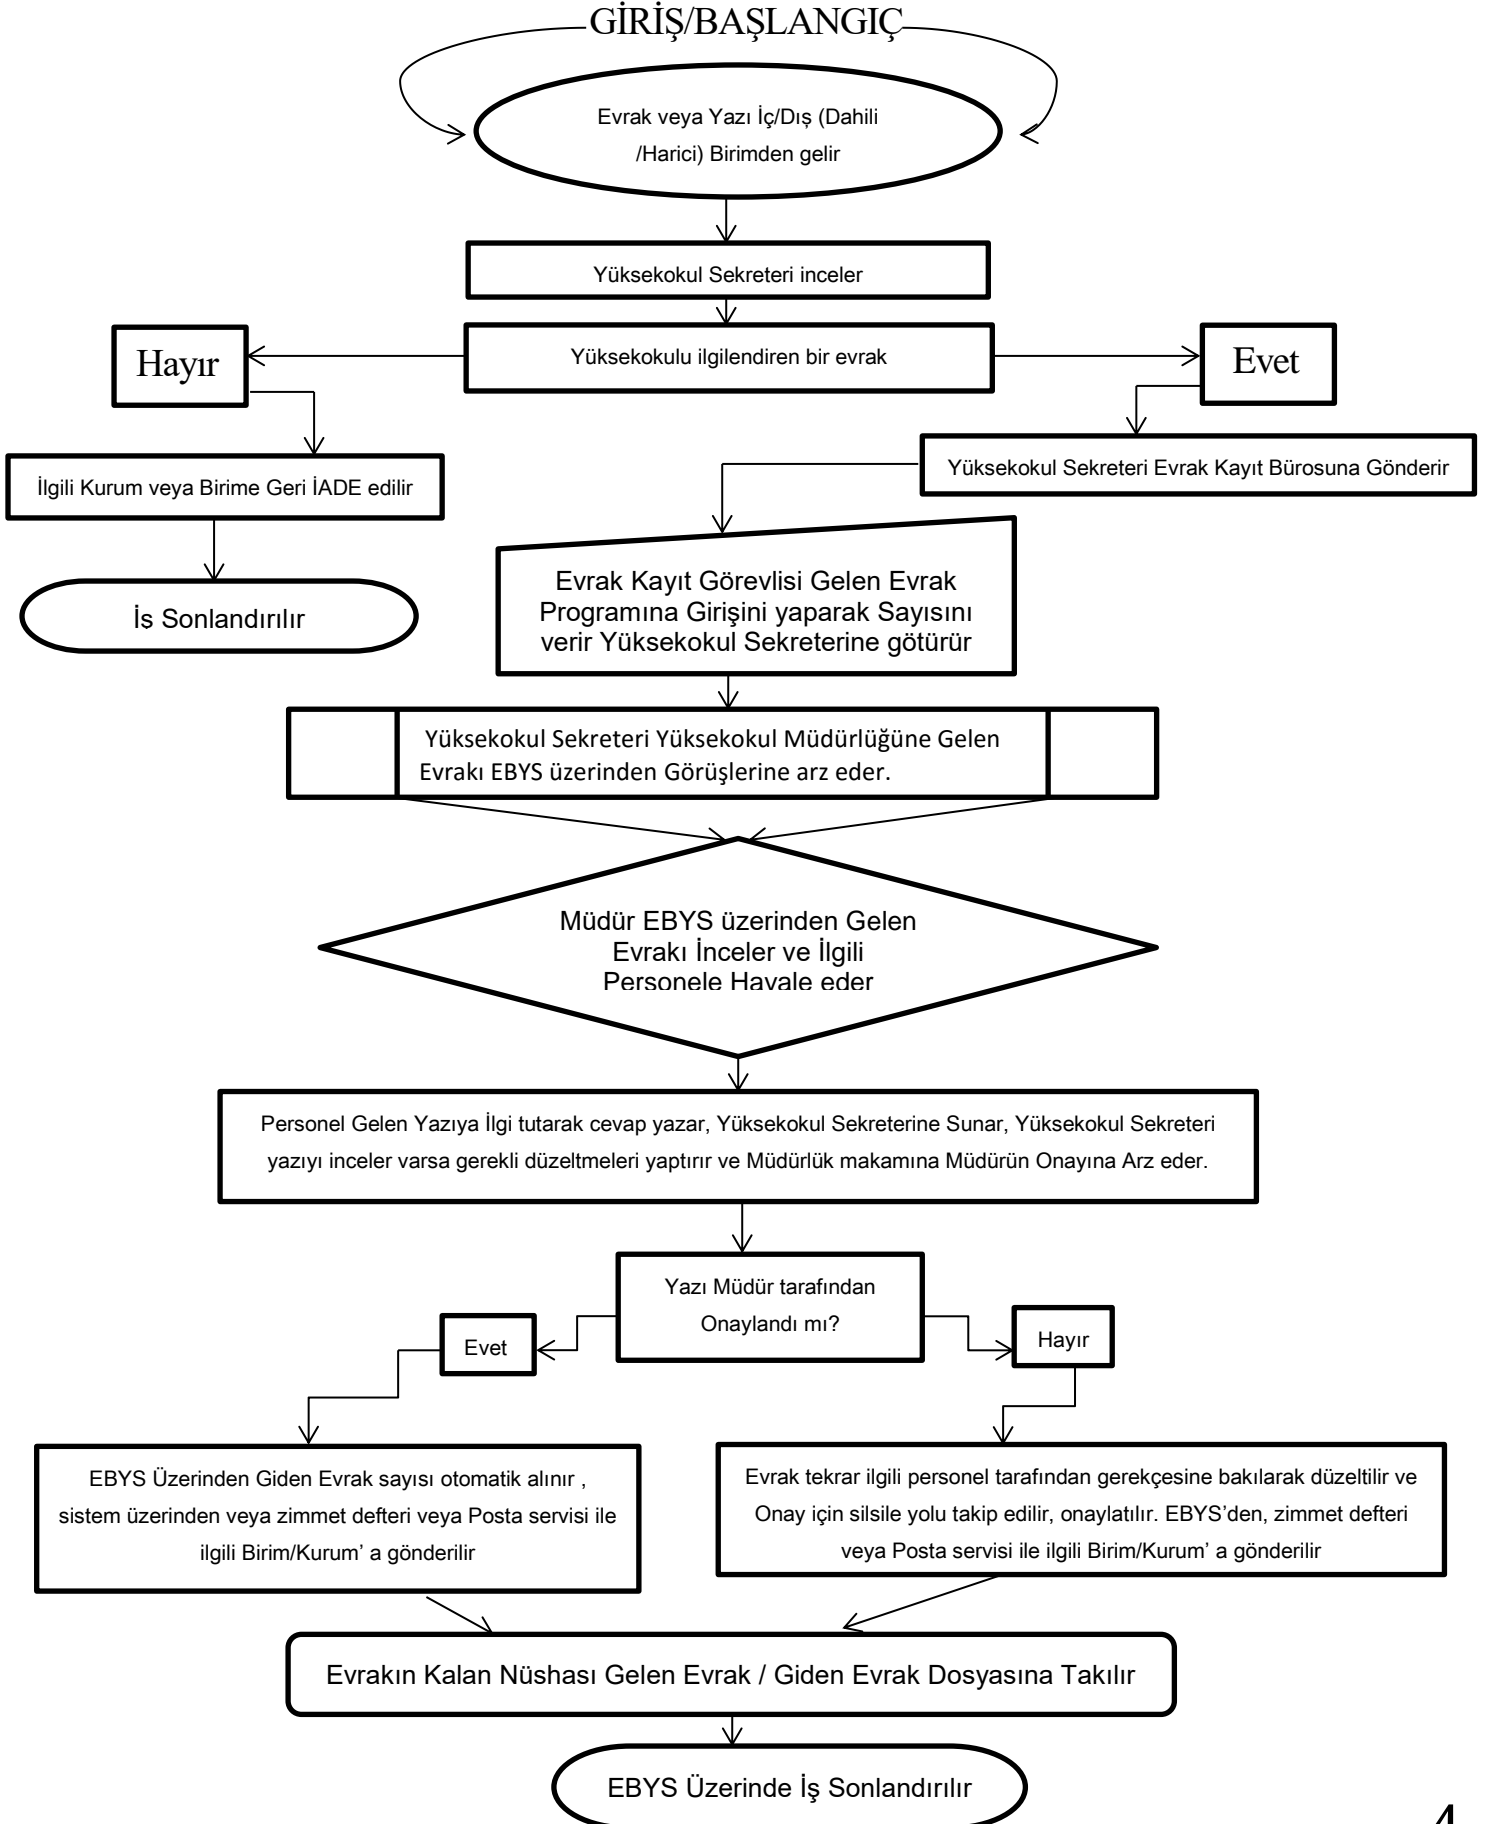 GİRİŞ/BAŞLANGIÇ
Evrak veya Yazı İç/Dış (Dahili
/Harici) Birimden gelir
Yüksekokul Sekreteri inceler
Hayır
Yüksekokulu ilgilendiren bir evrak
Evet
İlgili Kurum veya Birime Geri İADE edilir
Yüksekokul Sekreteri Evrak Kayıt Bürosuna Gönderir
İş Sonlandırılır
Evrak Kayıt Görevlisi Gelen Evrak
Programına Girişini yaparak Sayısını
verir Yüksekokul Sekreterine götürür
Yüksekokul Sekreteri Yüksekokul Müdürlüğüne Gelen
Evrakı EBYS üzerinden Görüşlerine arz eder.
Müdür EBYS üzerinden Gelen
Evrakı İnceler ve İlgili
Personele Havale eder
Personel Gelen Yazıya İlgi tutarak cevap yazar, Yüksekokul Sekreterine Sunar, Yüksekokul Sekreteri
yazıyı inceler varsa gerekli düzeltmeleri yaptırır ve Müdürlük makamına Müdürün Onayına Arz eder.
Yazı Müdür tarafından
Onaylandı mı?
Evet
Hayır
EBYS Üzerinden Giden Evrak sayısı otomatik alınır ,
sistem üzerinden veya zimmet defteri veya Posta servisi ile
ilgili Birim/Kurum’ a gönderilir
Evrak tekrar ilgili personel tarafından gerekçesine bakılarak düzeltilir ve
Onay için silsile yolu takip edilir, onaylatılır. EBYS’den, zimmet defteri
veya Posta servisi ile ilgili Birim/Kurum’ a gönderilir
Evrakın Kalan Nüshası Gelen Evrak / Giden Evrak Dosyasına Takılır
EBYS Üzerinde İş Sonlandırılır
4